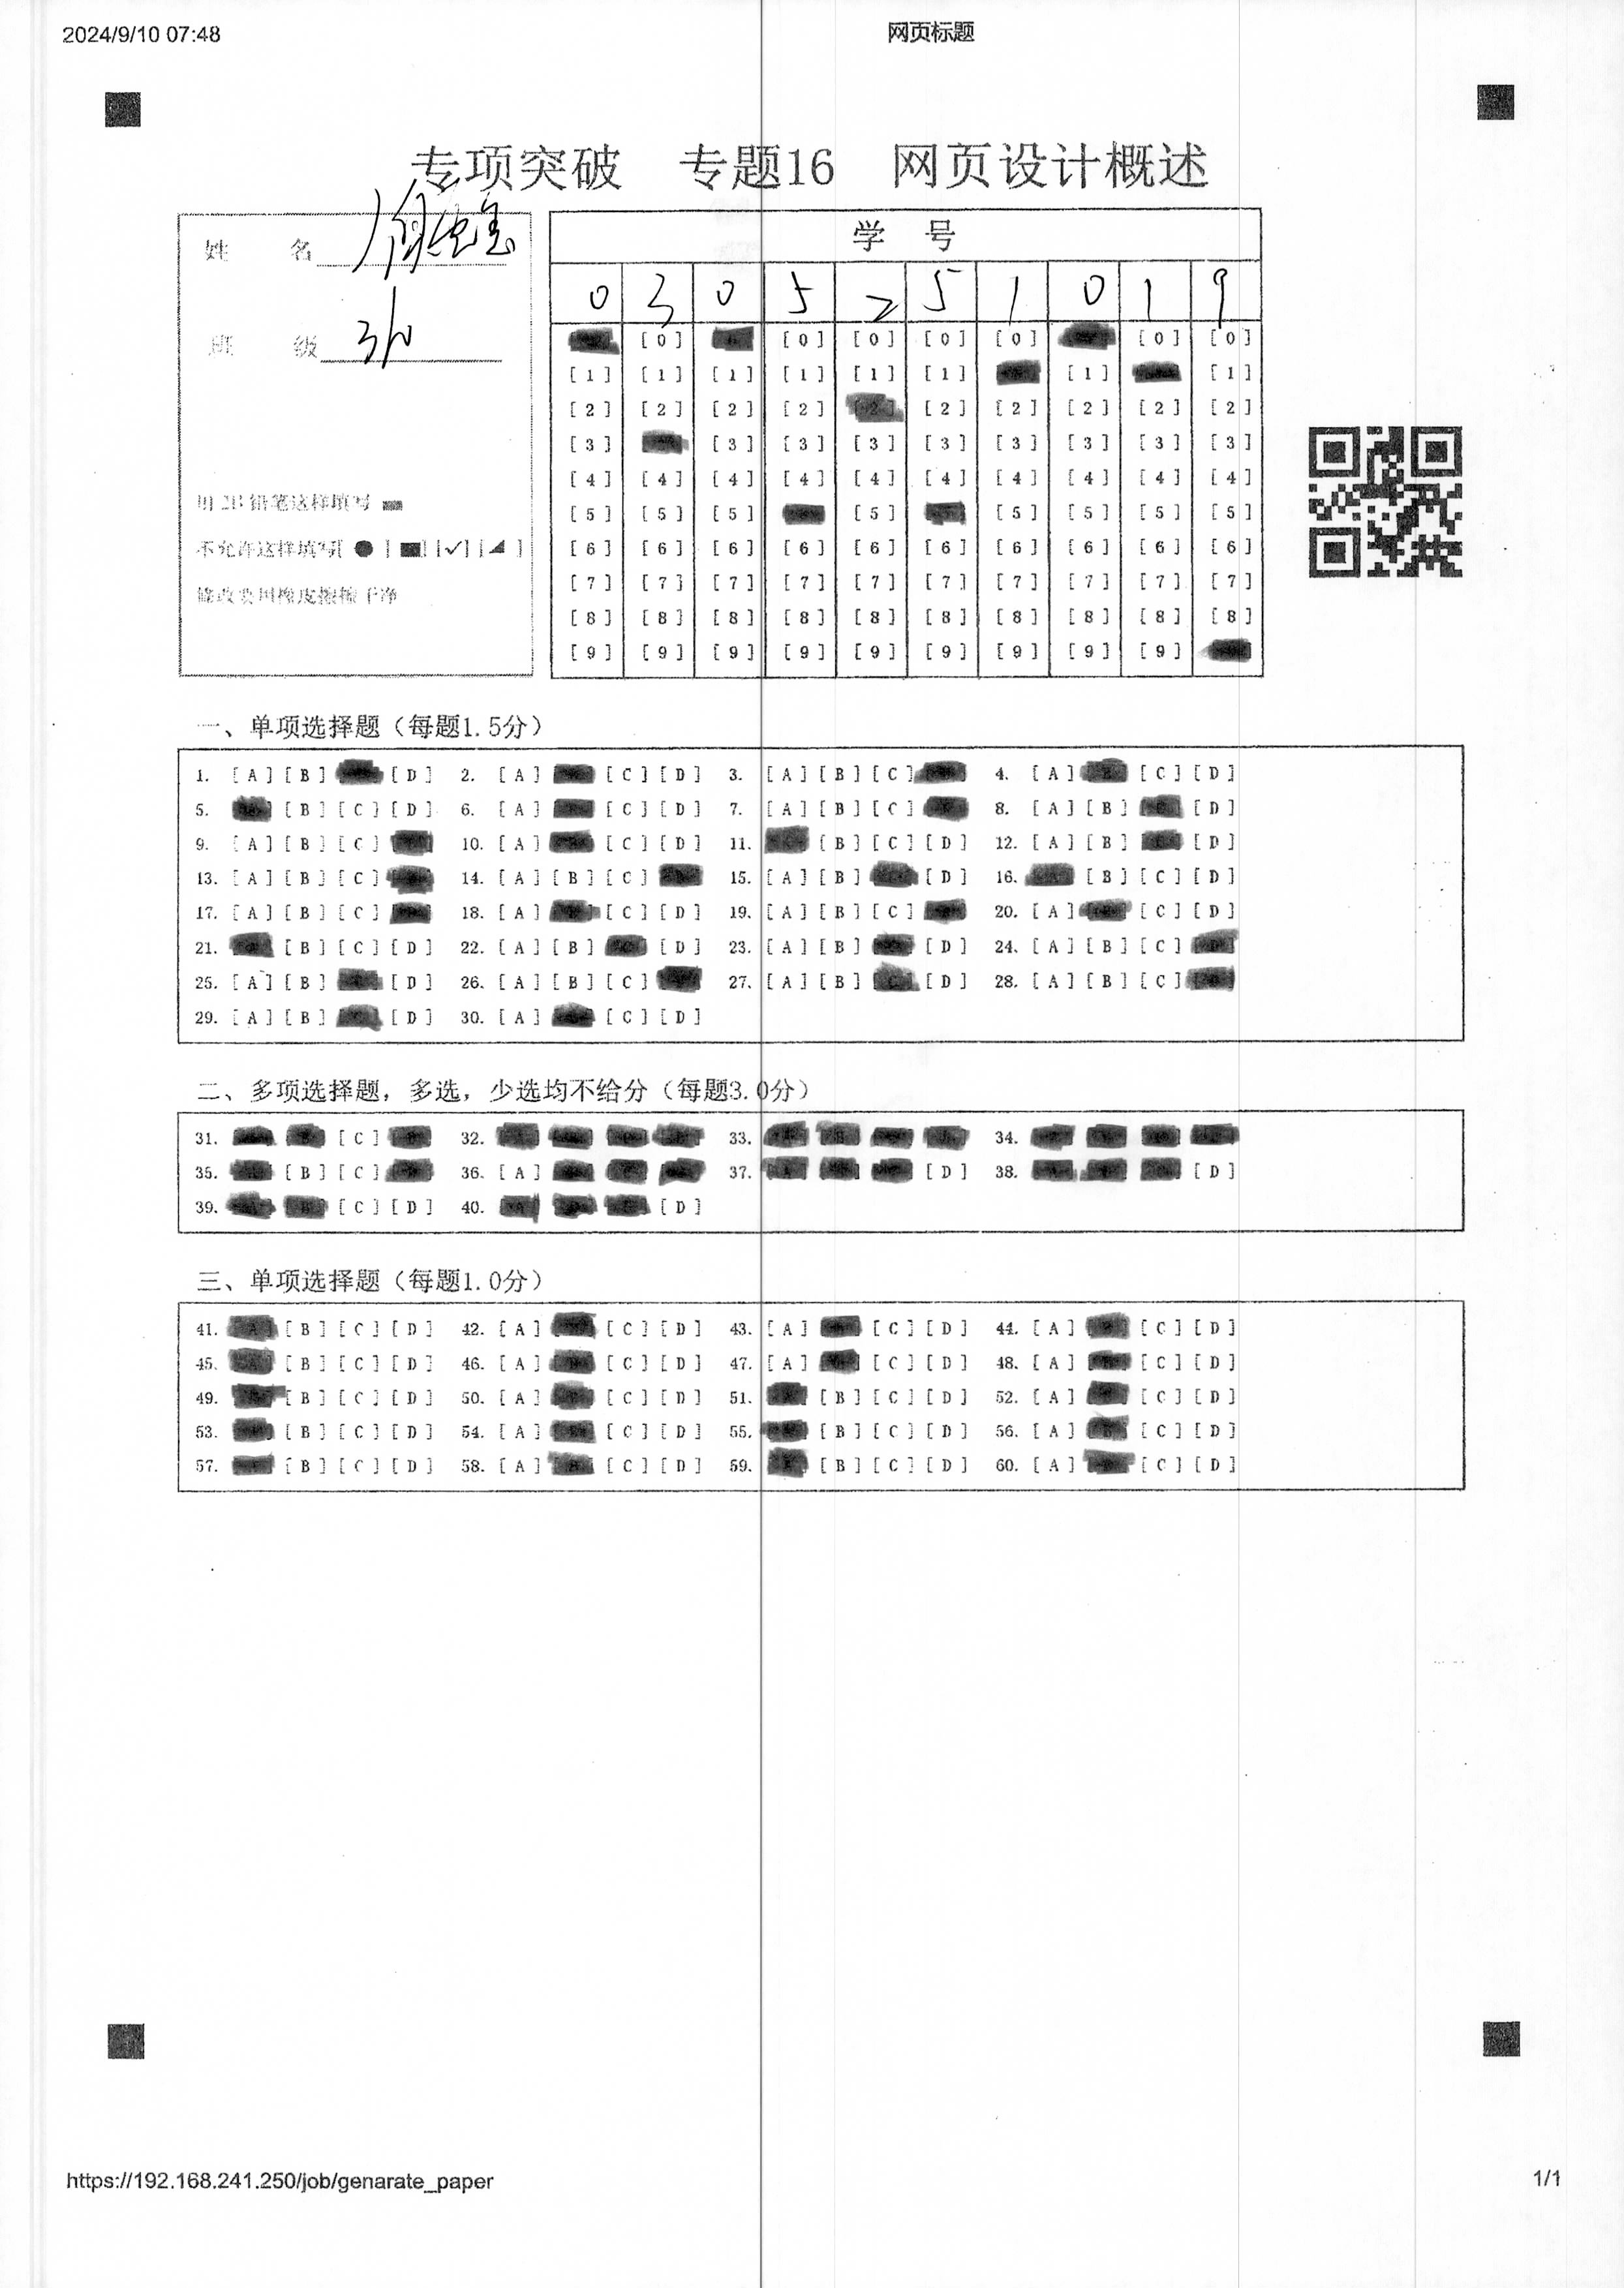 2024/9/10 07:48 网页标题
专项突破 专题16 网页设计概述
姓 名
班 级 3/10
用 2B 铅笔这样填写
不允许这样填写[ ● ] [ ■ ] [ ✓ ] [ ◢ ]
修改要用橡皮擦擦干净
学 号
0 3 0 5 2 5 1 0 1 9
[0] [0] [0] [0] [0] [0] [0]
[1] [1] [1] [1] [1] [1] [1] [1]
[2] [2] [2] [2] [2] [2] [2] [2] [2] [2]
[3] [3] [3] [3] [3] [3] [3] [3] [3]
[4] [4] [4] [4] [4] [4] [4] [4] [4] [4]
[5] [5] [5] [5] [5] [5] [5] [5]
[6] [6] [6] [6] [6] [6] [6] [6] [6] [6]
[7] [7] [7] [7] [7] [7] [7] [7] [7] [7]
[8] [8] [8] [8] [8] [8] [8] [8] [8] [8]
[9] [9] [9] [9] [9] [9] [9] [9] [9]
一、单项选择题（每题1.5分）
1. [A] [B] [D] 2. [A] [C] [D] 3. [A] [B] [C] 4. [A] [C] [D]
5. [B] [C] [D] 6. [A] [C] [D] 7. [A] [B] [C] 8. [A] [B] [D]
9. [A] [B] [C] 10. [A] [C] [D] 11. [B] [C] [D] 12. [A] [B] [D]
13. [A] [B] [C] 14. [A] [B] [C] 15. [A] [B] [D] 16. [B] [C] [D]
17. [A] [B] [C] 18. [A] [C] [D] 19. [A] [B] [C] 20. [A] [C] [D]
21. [B] [C] [D] 22. [A] [B] [D] 23. [A] [B] [D] 24. [A] [B] [C]
25. [A] [B] [D] 26. [A] [B] [C] 27. [A] [B] [D] 28. [A] [B] [C]
29. [A] [B] [D] 30. [A] [C] [D]
二、多项选择题，多选，少选均不给分（每题3.0分）
31. [C] 32. 33. 34.
35. [B] [C] 36. [A] 37. [D] 38. [D]
39. [C] [D] 40. [D]
三、单项选择题（每题1.0分）
41. [B] [C] [D] 42. [A] [C] [D] 43. [A] [C] [D] 44. [A] [C] [D]
45. [B] [C] [D] 46. [A] [C] [D] 47. [A] [C] [D] 48. [A] [C] [D]
49. [B] [C] [D] 50. [A] [C] [D] 51. [B] [C] [D] 52. [A] [C] [D]
53. [B] [C] [D] 54. [A] [C] [D] 55. [B] [C] [D] 56. [A] [C] [D]
57. [B] [C] [D] 58. [A] [C] [D] 59. [B] [C] [D] 60. [A] [C] [D]
https://192.168.241.250/job/genarate_paper 1/1